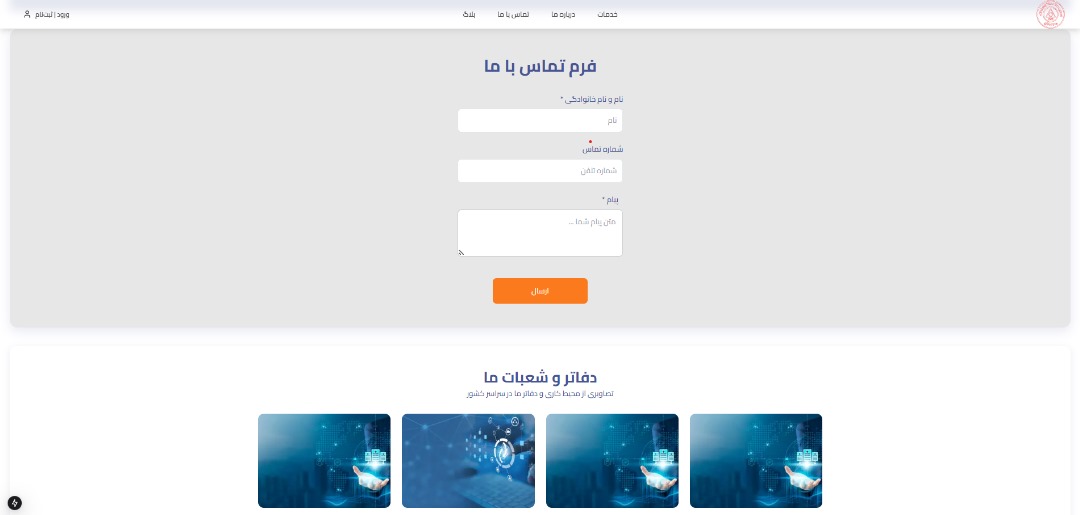 خدمات
درباره ما
تماس با ما
بلاگ
ورود | ثبت‌نام
فرم تماس با ما
نام و نام خانوادگی *
نام
شماره تماس
شماره تلفن
پیام *
متن پیام شما ...
ارسال
دفاتر و شعبات ما
تصاویری از محیط کاری و دفاتر ما در سراسر کشور